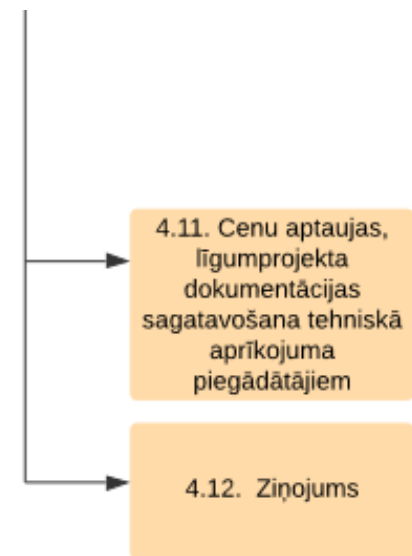 4.11. Cenu aptaujas,
līgumprojekta
dokumentācijas
sagatavošana tehniskā
aprīkojuma
piegādātājiem
4.12. Ziņojums